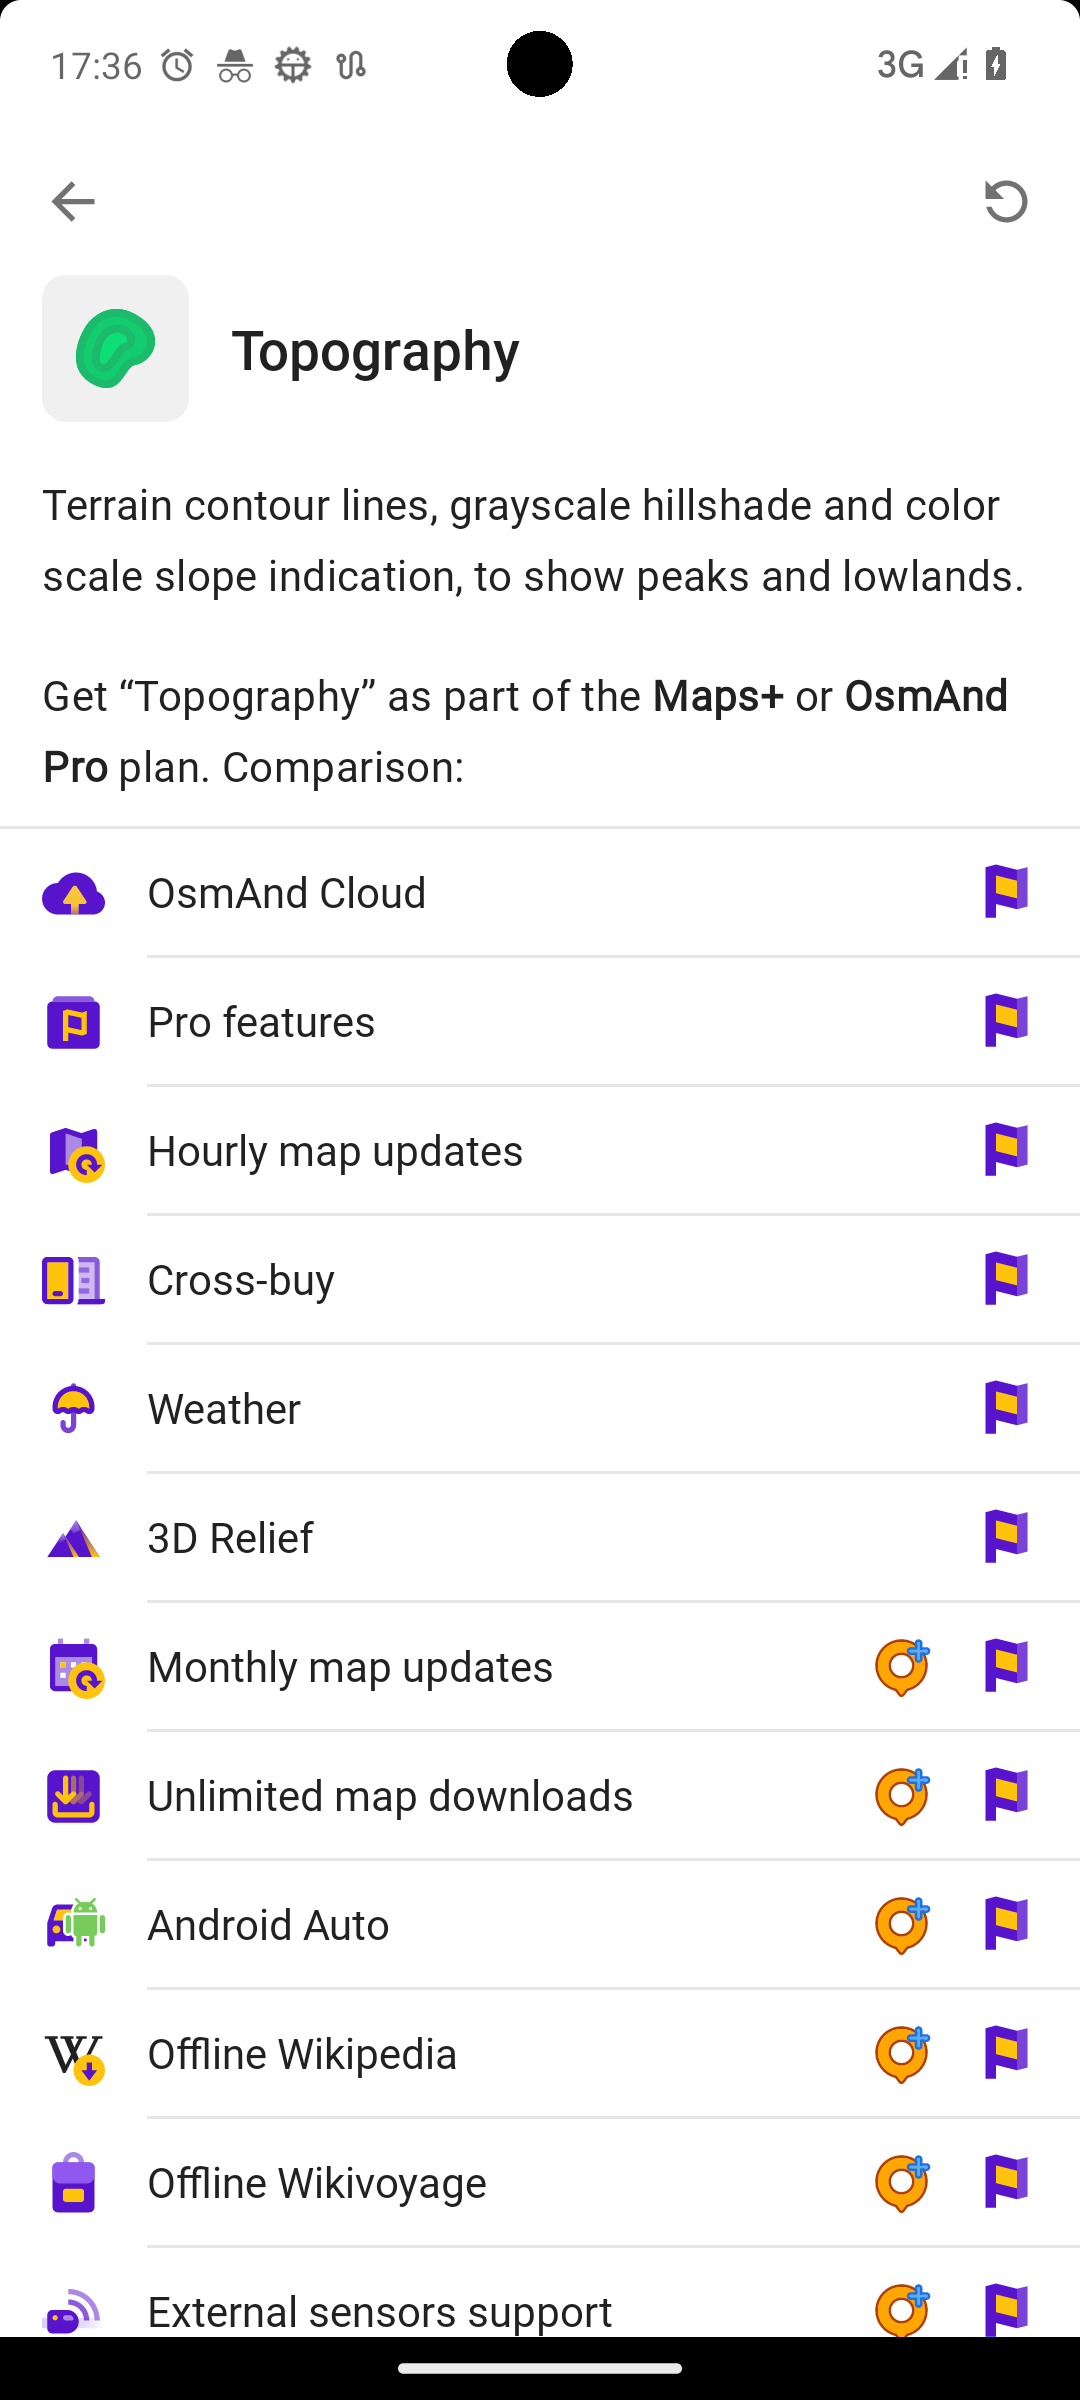 17:36
3G
Topography
Terrain contour lines, grayscale hillshade and color
scale slope indication, to show peaks and lowlands.
Get “Topography” as part of the Maps+ or OsmAnd
Pro plan. Comparison:
OsmAnd Cloud
Pro features
Hourly map updates
Cross-buy
Weather
3D Relief
Monthly map updates
Unlimited map downloads
Android Auto
Offline Wikipedia
Offline Wikivoyage
External sensors support